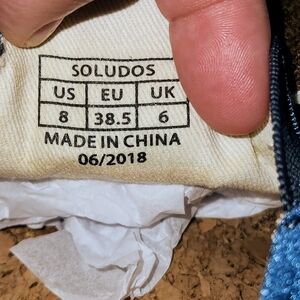 SOLUDOS
US EU UK
8 38.5 6
MADE IN CHINA
06/2018